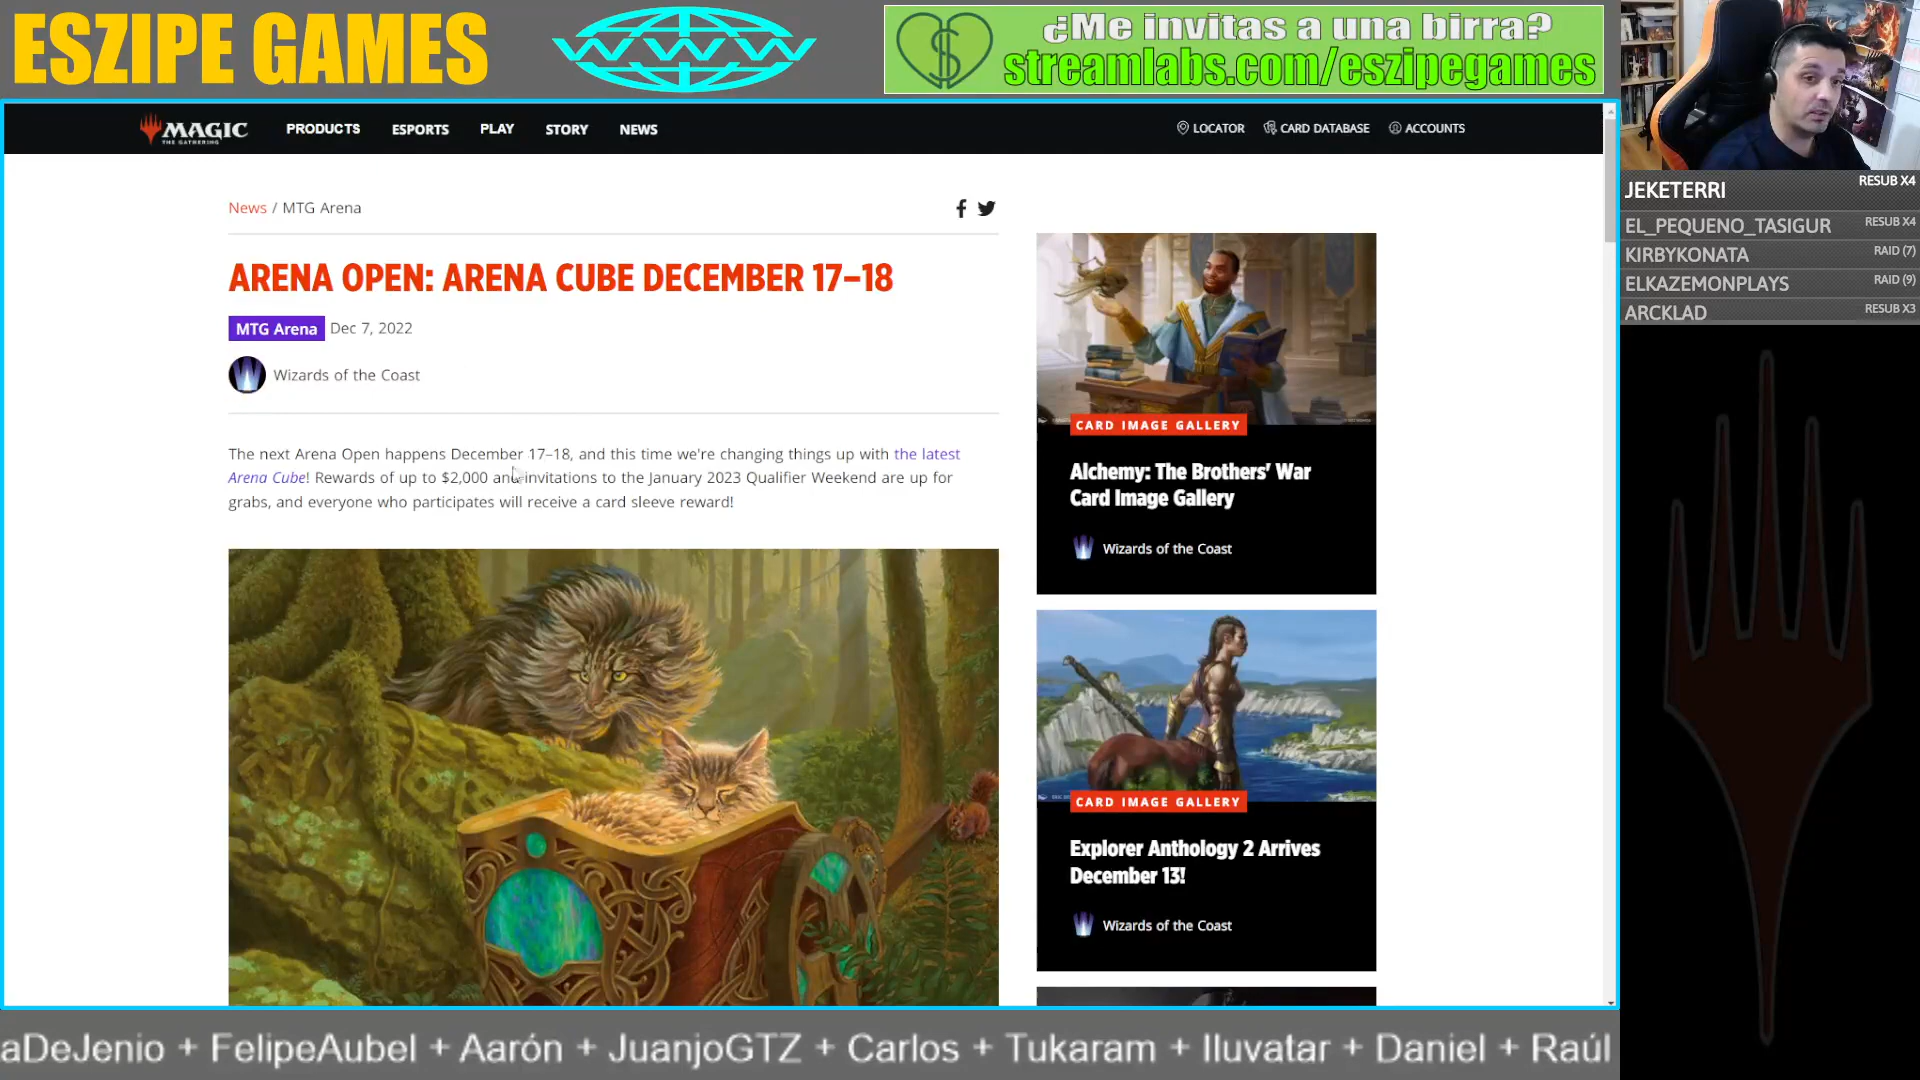 ESZIPE GAMES
WWW
¿Me invitas a una birra?
streamlabs.com/eszipegames
MAGIC
THE GATHERING
PRODUCTS
ESPORTS
PLAY
STORY
NEWS
LOCATOR
CARD DATABASE
ACCOUNTS
JEKETERRI RESUB X4
EL_PEQUENO_TASIGUR RESUB X4
KIRBYKONATA RAID (7)
ELKAZEMONPLAYS RAID (9)
ARCKLAD RESUB X3
News / MTG Arena
ARENA OPEN: ARENA CUBE DECEMBER 17–18
MTG Arena Dec 7, 2022
Wizards of the Coast
The next Arena Open happens December 17–18, and this time we're changing things up with the latest
Arena Cube! Rewards of up to $2,000 and invitations to the January 2023 Qualifier Weekend are up for
grabs, and everyone who participates will receive a card sleeve reward!
CARD IMAGE GALLERY
Alchemy: The Brothers' War
Card Image Gallery
Wizards of the Coast
CARD IMAGE GALLERY
Explorer Anthology 2 Arrives
December 13!
Wizards of the Coast
aDeJenio + FelipeAubel + Aarón + JuanjoGTZ + Carlos + Tukaram + Iluvatar + Daniel + Raúl